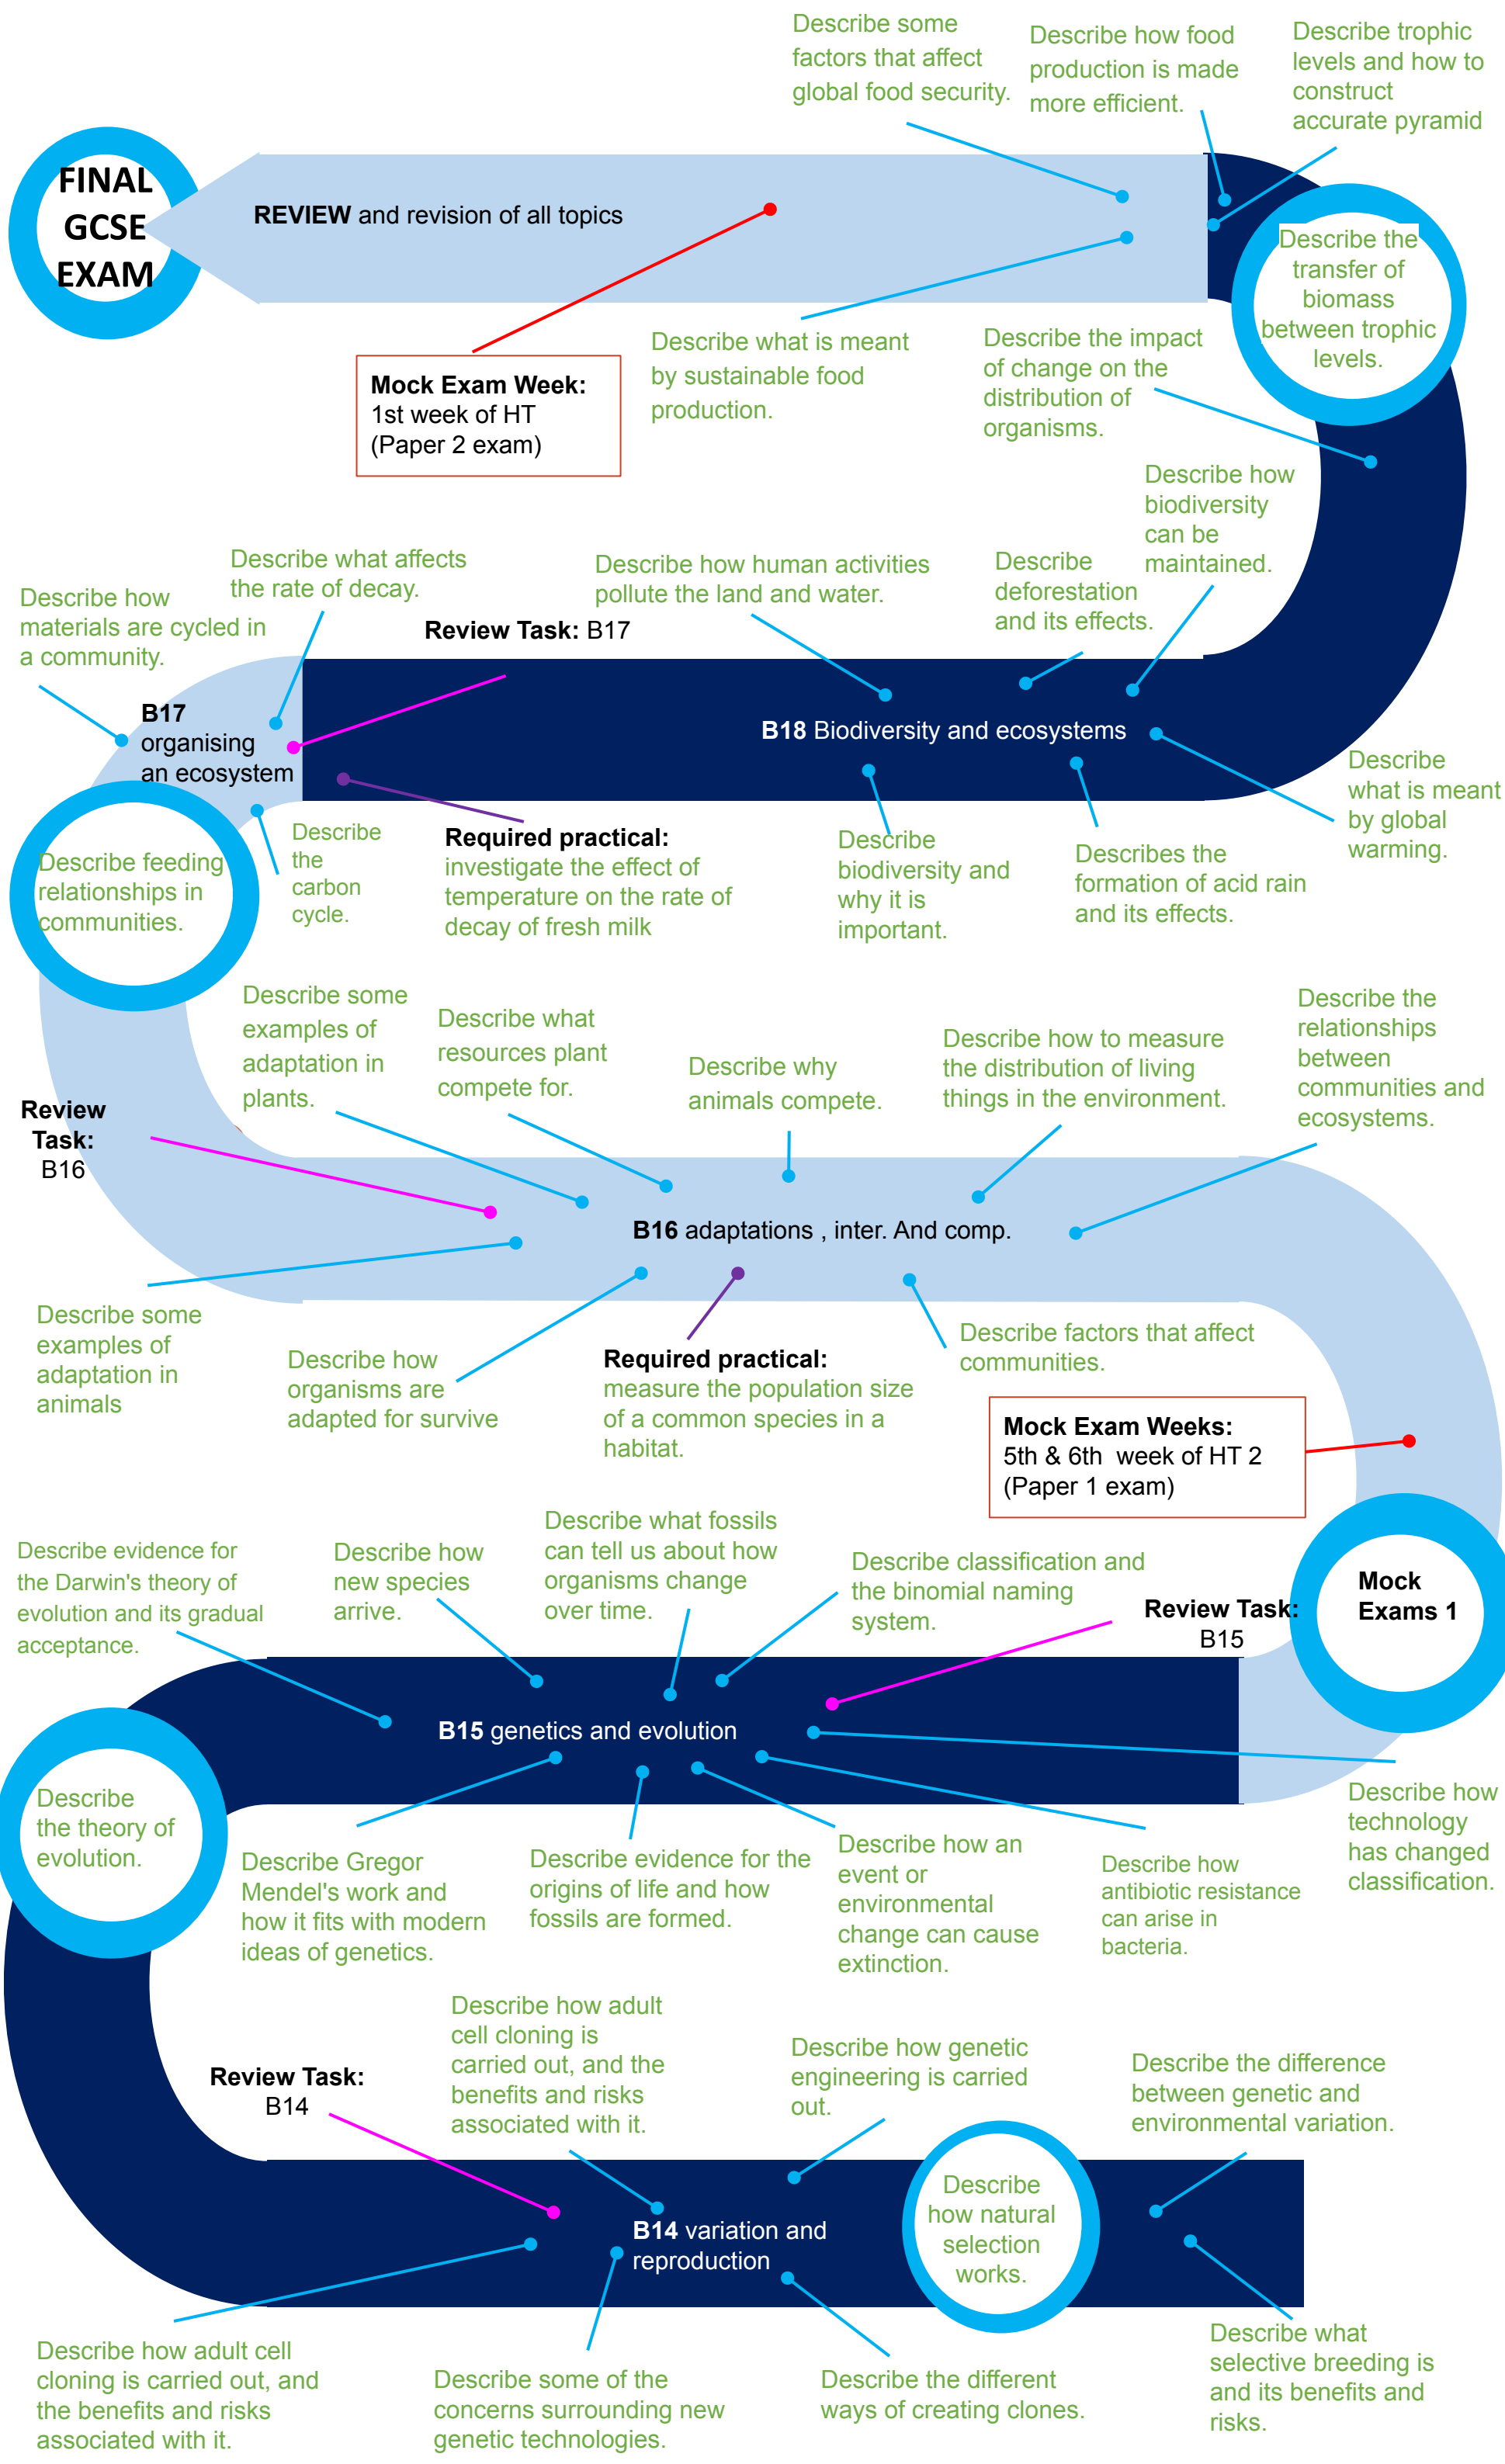 Describe some
factors that affect
global food security.
Describe how food
production is made
more efficient.
Describe trophic
levels and how to
construct
accurate pyramid
FINAL
GCSE
EXAM
REVIEW and revision of all topics
Describe the
transfer of
biomass
between trophic
levels.
Mock Exam Week:
1st week of HT
(Paper 2 exam)
Describe what is meant
by sustainable food
production.
Describe the impact
of change on the
distribution of
organisms.
Describe how
biodiversity
can be
maintained.
Describe how
materials are cycled in
a community.
Describe what affects
the rate of decay.
Review Task: B17
Describe how human activities
pollute the land and water.
Describe
deforestation
and its effects.
B17
organising
an ecosystem
B18 Biodiversity and ecosystems
Describe
what is meant
by global
warming.
Describe feeding
relationships in
communities.
Describe
the
carbon
cycle.
Required practical:
investigate the effect of
temperature on the rate of
decay of fresh milk
Describe
biodiversity and
why it is
important.
Describes the
formation of acid rain
and its effects.
Describe some
examples of
adaptation in
plants.
Describe what
resources plant
compete for.
Describe why
animals compete.
Describe how to measure
the distribution of living
things in the environment.
Describe the
relationships
between
communities and
ecosystems.
Review
Task:
B16
B16 adaptations , inter. And comp.
Describe some
examples of
adaptation in
animals
Describe how
organisms are
adapted for survive
Required practical:
measure the population size
of a common species in a
habitat.
Describe factors that affect
communities.
Mock Exam Weeks:
5th & 6th  week of HT 2
(Paper 1 exam)
Describe evidence for
the Darwin's theory of
evolution and its gradual
acceptance.
Describe how
new species
arrive.
Describe what fossils
can tell us about how
organisms change
over time.
Describe classification and
the binomial naming
system.
Review Task:
B15
Mock
Exams 1
B15 genetics and evolution
Describe
the theory of
evolution.
Describe Gregor
Mendel's work and
how it fits with modern
ideas of genetics.
Describe evidence for the
origins of life and how
fossils are formed.
Describe how an
event or
environmental
change can cause
extinction.
Describe how
antibiotic resistance
can arise in
bacteria.
Describe how
technology
has changed
classification.
Review Task:
B14
Describe how adult
cell cloning is
carried out, and the
benefits and risks
associated with it.
Describe how genetic
engineering is carried
out.
Describe the difference
between genetic and
environmental variation.
B14 variation and
reproduction
Describe
how natural
selection
works.
Describe how adult cell
cloning is carried out, and
the benefits and risks
associated with it.
Describe some of the
concerns surrounding new
genetic technologies.
Describe the different
ways of creating clones.
Describe what
selective breeding is
and its benefits and
risks.